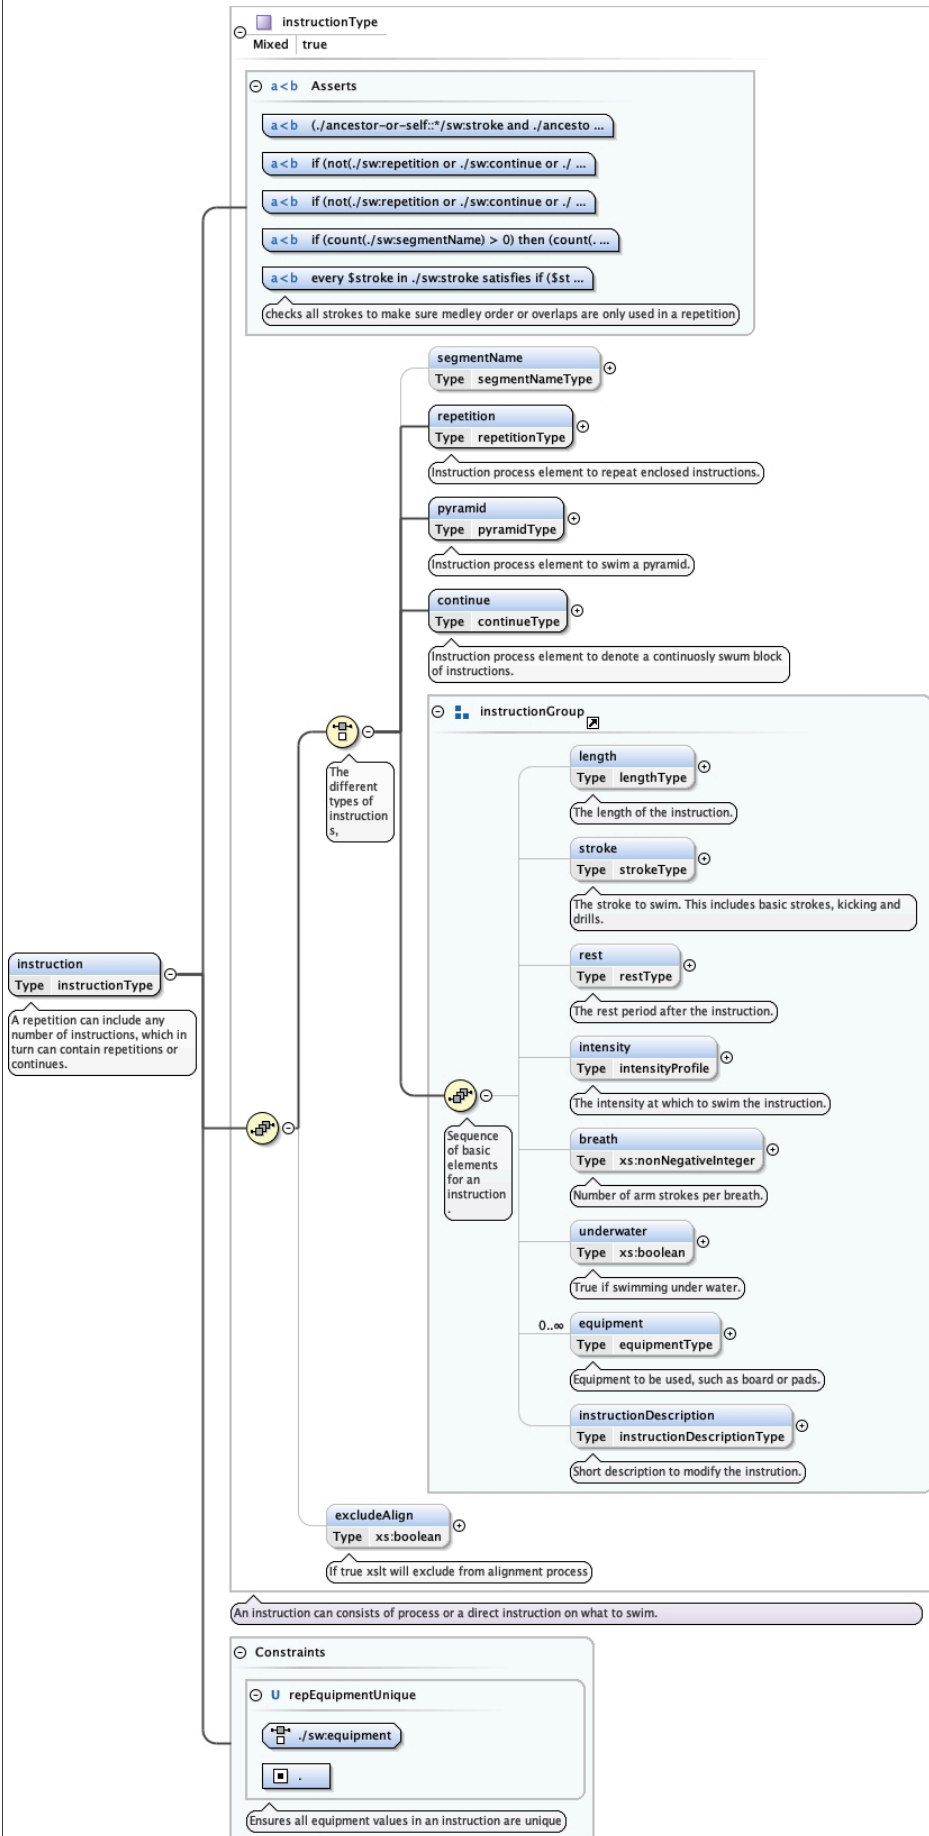 instructionType
Mixed true
a<b Asserts
a<b (./ancestor-or-self::*/sw:stroke and ./ancesto ...
a<b if (not(./sw:repetition or ./sw:continue or ./ ...
a<b if (not(./sw:repetition or ./sw:continue or ./ ...
a<b if (count(./sw:segmentName) > 0) then (count(. ...
a<b every $stroke in ./sw:stroke satisfies if ($st ...
checks all strokes to make sure medley order or overlaps are only used in a repetition
segmentName
Type segmentNameType
repetition
Type repetitionType
Instruction process element to repeat enclosed instructions.
pyramid
Type pyramidType
Instruction process element to swim a pyramid.
continue
Type continueType
Instruction process element to denote a continuosly swum block
of instructions.
instructionGroup
The
different
types of
instruction
s,
length
Type lengthType
The length of the instruction.
stroke
Type strokeType
The stroke to swim. This includes basic strokes, kicking and
drills.
rest
Type restType
The rest period after the instruction.
instruction
Type instructionType
A repetition can include any
number of instructions, which in
turn can contain repetitions or
continues.
intensity
Type intensityProfile
The intensity at which to swim the instruction.
Sequence
of basic
elements
for an
instruction
.
breath
Type xs:nonNegativeInteger
Number of arm strokes per breath.
underwater
Type xs:boolean
True if swimming under water.
0..∞
equipment
Type equipmentType
Equipment to be used, such as board or pads.
instructionDescription
Type instructionDescriptionType
Short description to modify the instrution.
excludeAlign
Type xs:boolean
If true xslt will exclude from alignment process
An instruction can consists of process or a direct instruction on what to swim.
Constraints
U repEquipmentUnique
./sw:equipment
.
Ensures all equipment values in an instruction are unique